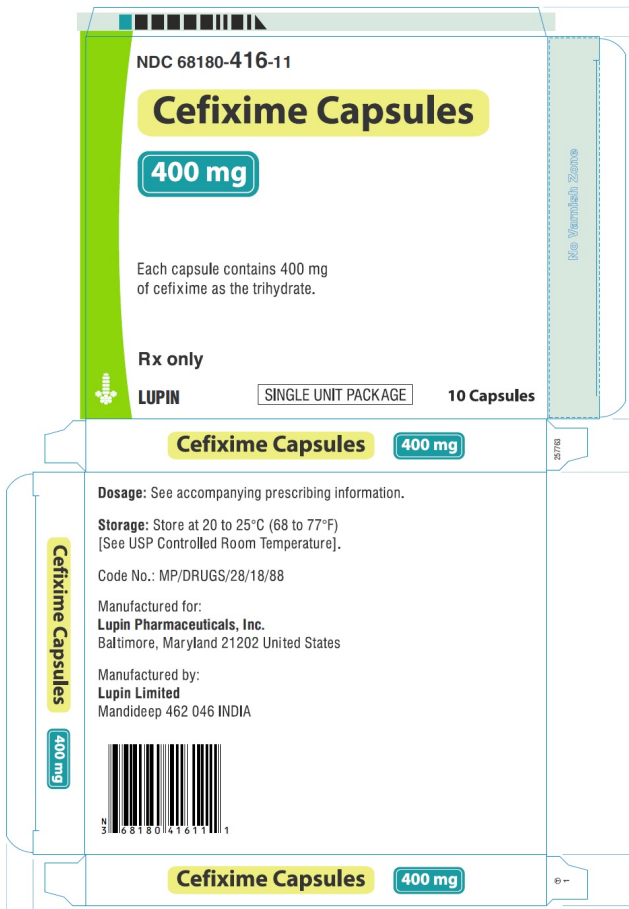 NDC 68180-416-11
Cefixime Capsules
400 mg
Each capsule contains 400 mg
of cefixime as the trihydrate.
Rx only
LUPIN
SINGLE UNIT PACKAGE
10 Capsules
No Varnish Zone
Cefixime Capsules
400 mg
257763
Dosage: See accompanying prescribing information.
Storage: Store at 20 to 25°C (68 to 77°F)
[See USP Controlled Room Temperature].
Code No.: MP/DRUGS/28/18/88
Manufactured for:
Lupin Pharmaceuticals, Inc.
Baltimore, Maryland 21202 United States
Manufactured by:
Lupin Limited
Mandideep 462 046 INDIA
N
3 68180 41611 1
Cefixime Capsules
400 mg
Cefixime Capsules
400 mg
1